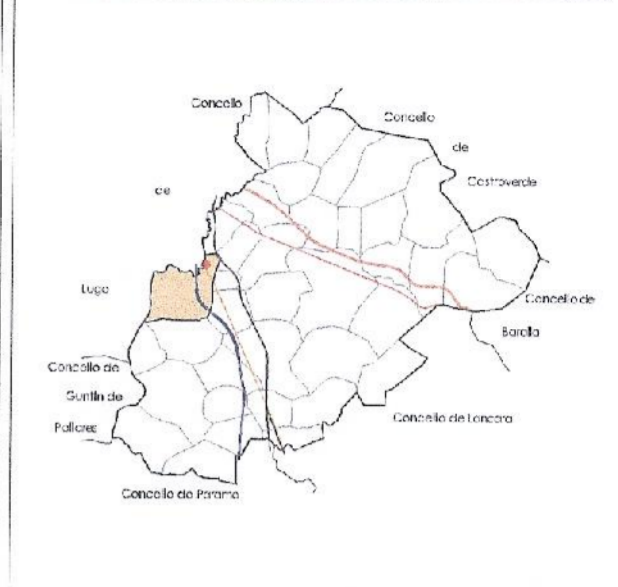 Concello
Concello
de
Castroverde
de
Lugo
Concello de
Baralla
Concello de
Guntín de
Pallares
Concello de Lancara
Concello de Paramo